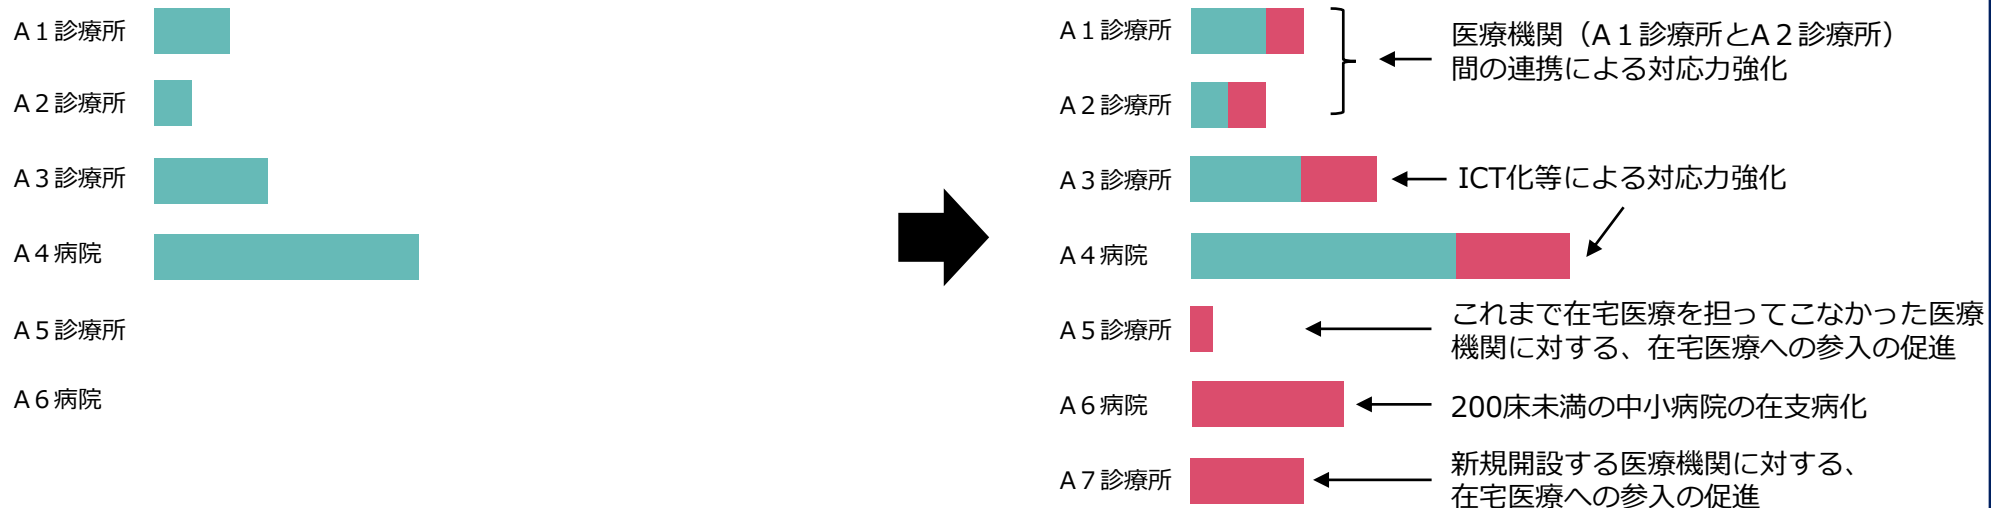 A１診療所
A２診療所
A３診療所
A４病院
A５診療所
A６病院
A１診療所
医療機関（A１診療所とA２診療所）
間の連携による対応力強化
A２診療所
A３診療所
ICT化等による対応力強化
A４病院
A５診療所
これまで在宅医療を担ってこなかった医療
機関に対する、在宅医療への参入の促進
A６病院
200床未満の中小病院の在支病化
A７診療所
新規開設する医療機関に対する、
在宅医療への参入の促進